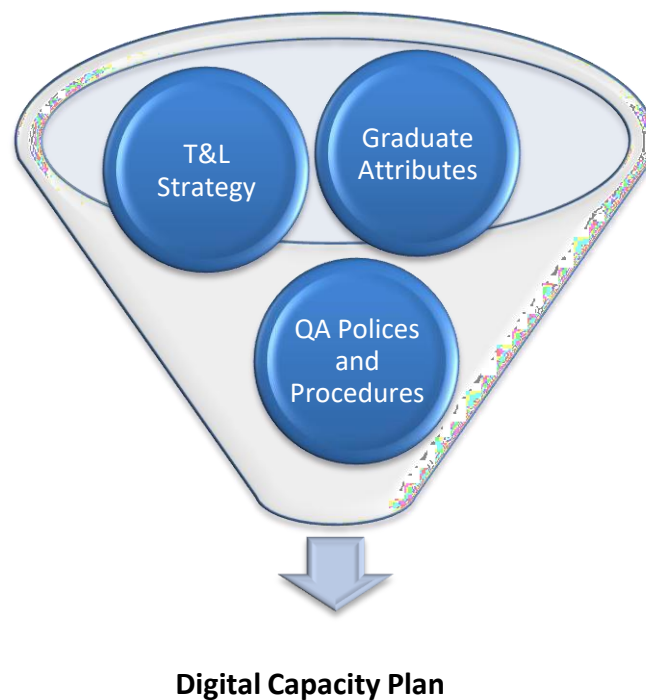 T&L
Strategy
Graduate
Attributes
QA Polices
and
Procedures
Digital Capacity Plan